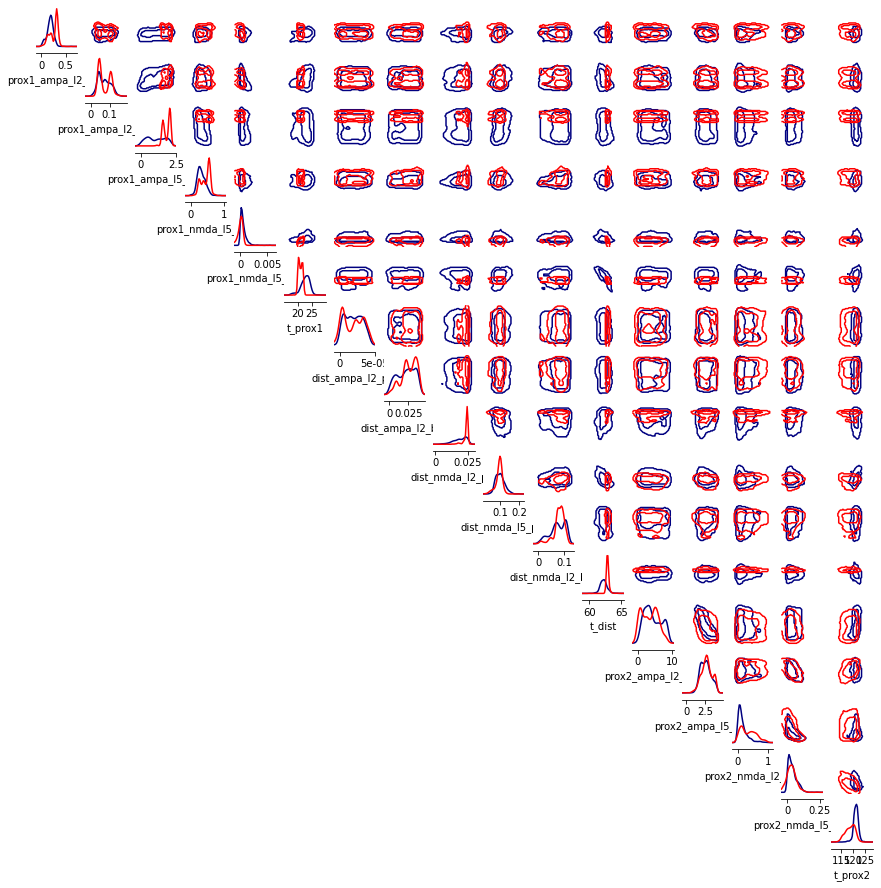 0 0.5
prox1_ampa_l2_
0 0.1
prox1_ampa_l2_
0 2.5
prox1_ampa_l5_
0 1
prox1_nmda_l5_
0 0.005
prox1_nmda_l5_
20 25
t_prox1
0 5e-05
dist_ampa_l2_p
0 0.025
dist_ampa_l2_b
0 0.025
dist_nmda_l2_p
0.1 0.2
dist_nmda_l5_p
0 0.1
dist_nmda_l2_b
60 65
t_dist
0 10
prox2_ampa_l2_
0 2.5
prox2_ampa_l5_
0 1
prox2_nmda_l2_
0 0.25
prox2_nmda_l5_
115 120 125
t_prox2